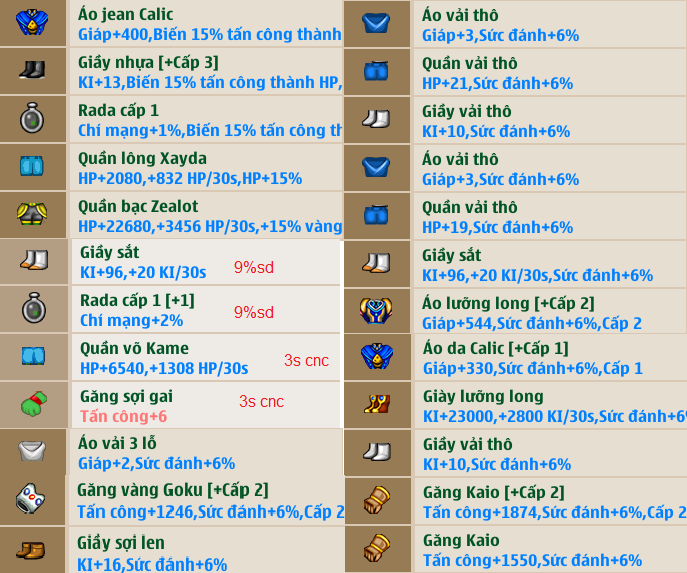 Áo jean Calic
Giáp+400,Biến 15% tấn công thành
Giầy nhựa [+Cấp 3]
KI+13,Biến 15% tấn công thành HP,
Rada cấp 1
Chí mạng+1%,Biến 15% tấn công th
Quần lông Xayda
HP+2080,+832 HP/30s,HP+15%
Quần bạc Zealot
HP+22680,+3456 HP/30s,+15% vàng
Giầy sắt
KI+96,+20 KI/30s
9%sd
Rada cấp 1 [+1]
Chí mạng+2%
9%sd
Quần võ Kame
HP+6540,+1308 HP/30s
3s cnc
Găng sợi gai
Tấn công+6
3s cnc
Áo vải 3 lỗ
Giáp+2,Sức đánh+6%
Găng vàng Goku [+Cấp 2]
Tấn công+1246,Sức đánh+6%,Cấp 2
Giầy sợi len
KI+16,Sức đánh+6%
Áo vải thô
Giáp+3,Sức đánh+6%
Quần vải thô
HP+21,Sức đánh+6%
Giầy vải thô
KI+10,Sức đánh+6%
Áo vải thô
Giáp+3,Sức đánh+6%
Quần vải thô
HP+19,Sức đánh+6%
Giầy sắt
KI+96,+20 KI/30s,Sức đánh+6%
Áo lưỡng long [+Cấp 2]
Giáp+544,Sức đánh+6%,Cấp 2
Áo da Calic [+Cấp 1]
Giáp+330,Sức đánh+6%,Cấp 1
Giày lưỡng long
KI+23000,+2800 KI/30s,Sức đánh+6%
Giầy vải thô
KI+10,Sức đánh+6%
Găng Kaio [+Cấp 2]
Tấn công+1874,Sức đánh+6%,Cấp 2
Găng Kaio
Tấn công+1550,Sức đánh+6%